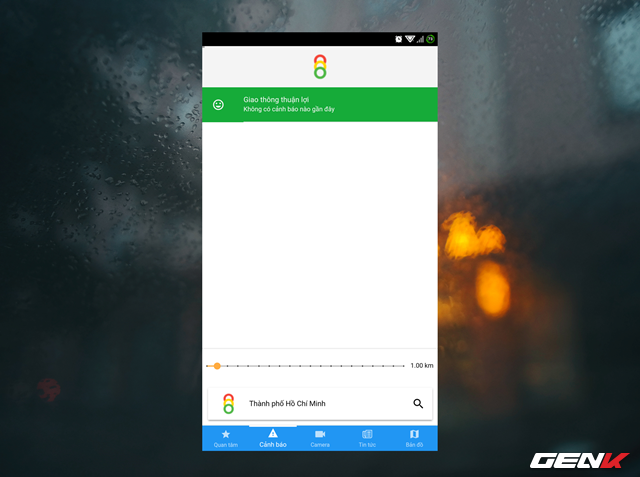 Giao thông thuận lợi
Không có cảnh báo nào gần đây
1.00 km
Thành phố Hồ Chí Minh
Quan tâm
Cảnh báo
Camera
Tin tức
Bản đồ
GENK